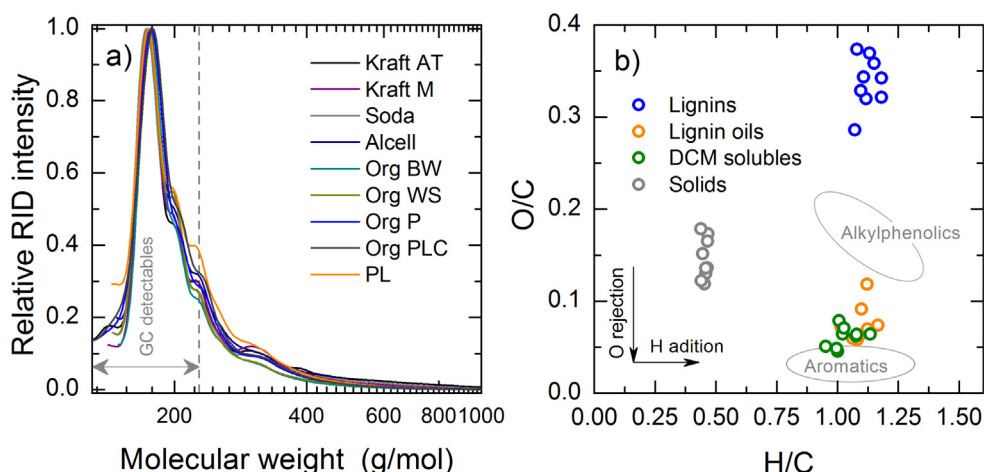 a)
Relative RID intensity
1.0
0.8
0.6
0.4
0.2
0.0
Kraft AT
Kraft M
Soda
Alcell
Org BW
Org WS
Org P
Org PLC
PL
GC detectables
200
400
600
8001000
Molecular weight (g/mol)
b)
O/C
0.4
0.3
0.2
0.1
0.0
Lignins
Lignin oils
DCM solubles
Solids
Alkylphenolics
O rejection
H adition
Aromatics
0.00
0.25
0.50
0.75
1.00
1.25
1.50
H/C